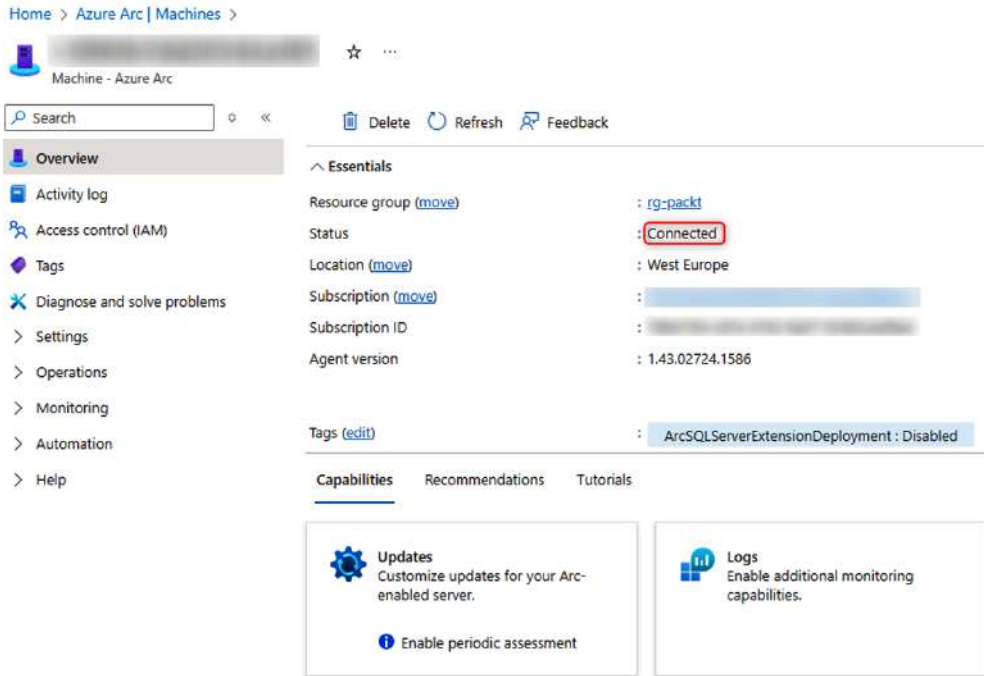 Home > Azure Arc | Machines >
Machine - Azure Arc
Search
Delete Refresh Feedback
Overview
Activity log
Access control (IAM)
Tags
Diagnose and solve problems
Settings
Operations
Monitoring
Automation
Help
Essentials
Resource group (move) : rg-packt
Status : Connected
Location (move) : West Europe
Subscription (move) :
Subscription ID :
Agent version : 1.43.02724.1586
Tags (edit) : ArcSQLServerExtensionDeployment : Disabled
Capabilities Recommendations Tutorials
Updates
Customize updates for your Arc-
enabled server.
Enable periodic assessment
Logs
Enable additional monitoring
capabilities.